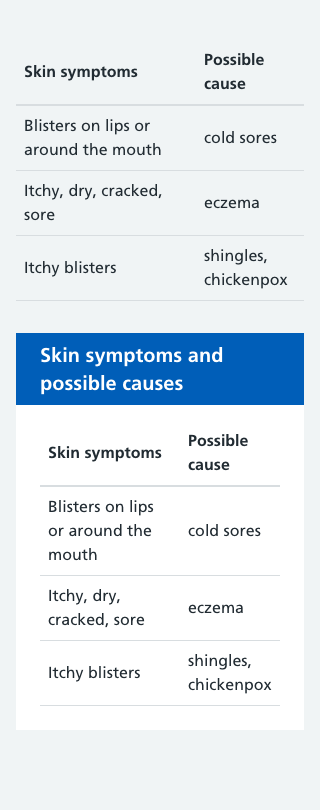 Skin symptoms
Possible
cause
Blisters on lips or
around the mouth
cold sores
Itchy, dry, cracked,
sore
eczema
Itchy blisters
shingles,
chickenpox
Skin symptoms and
possible causes
Skin symptoms
Possible
cause
Blisters on lips
or around the
mouth
cold sores
Itchy, dry,
cracked, sore
eczema
Itchy blisters
shingles,
chickenpox